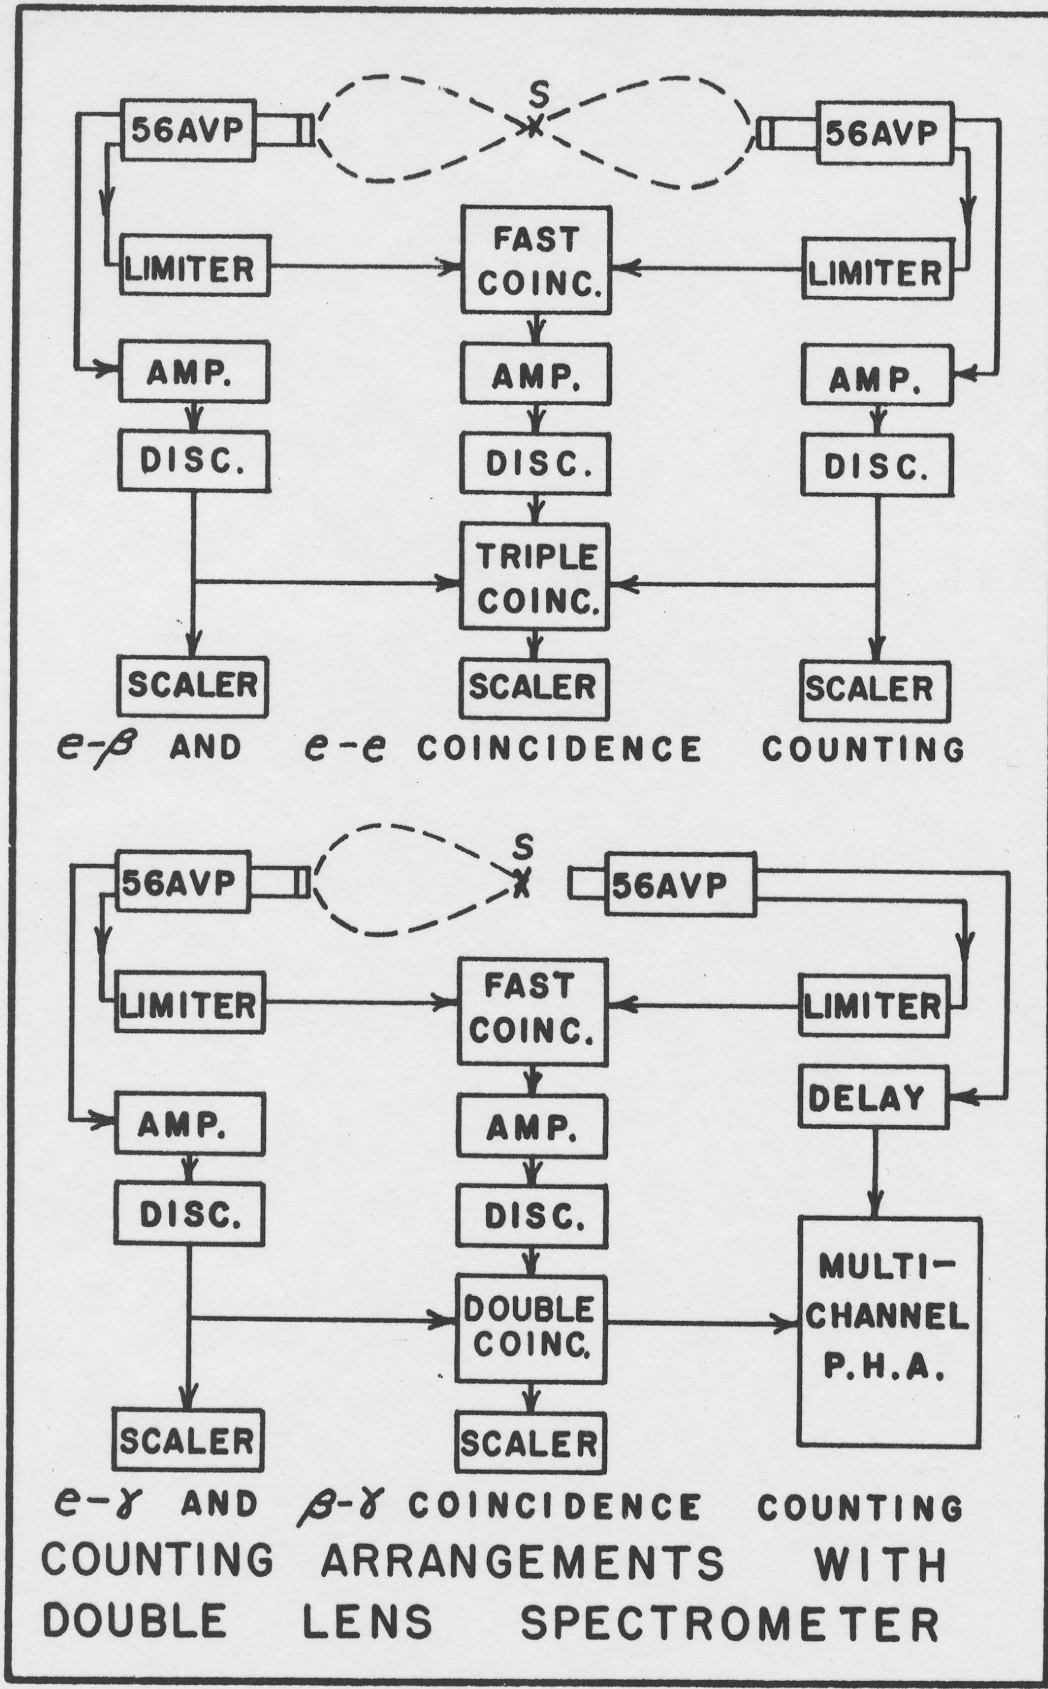 S
56AVP 56AVP
FAST
COINC.
LIMITER LIMITER
AMP. AMP. AMP.
DISC. DISC. DISC.
TRIPLE
COINC.
SCALER SCALER SCALER
e-β AND e-e COINCIDENCE COUNTING
S
56AVP 56AVP
FAST
COINC.
LIMITER LIMITER
DELAY
AMP. AMP.
DISC. DISC.
MULTI-
CHANNEL
P.H.A.
DOUBLE
COINC.
SCALER SCALER
e-γ AND β-γ COINCIDENCE COUNTING
COUNTING ARRANGEMENTS WITH
DOUBLE LENS SPECTROMETER